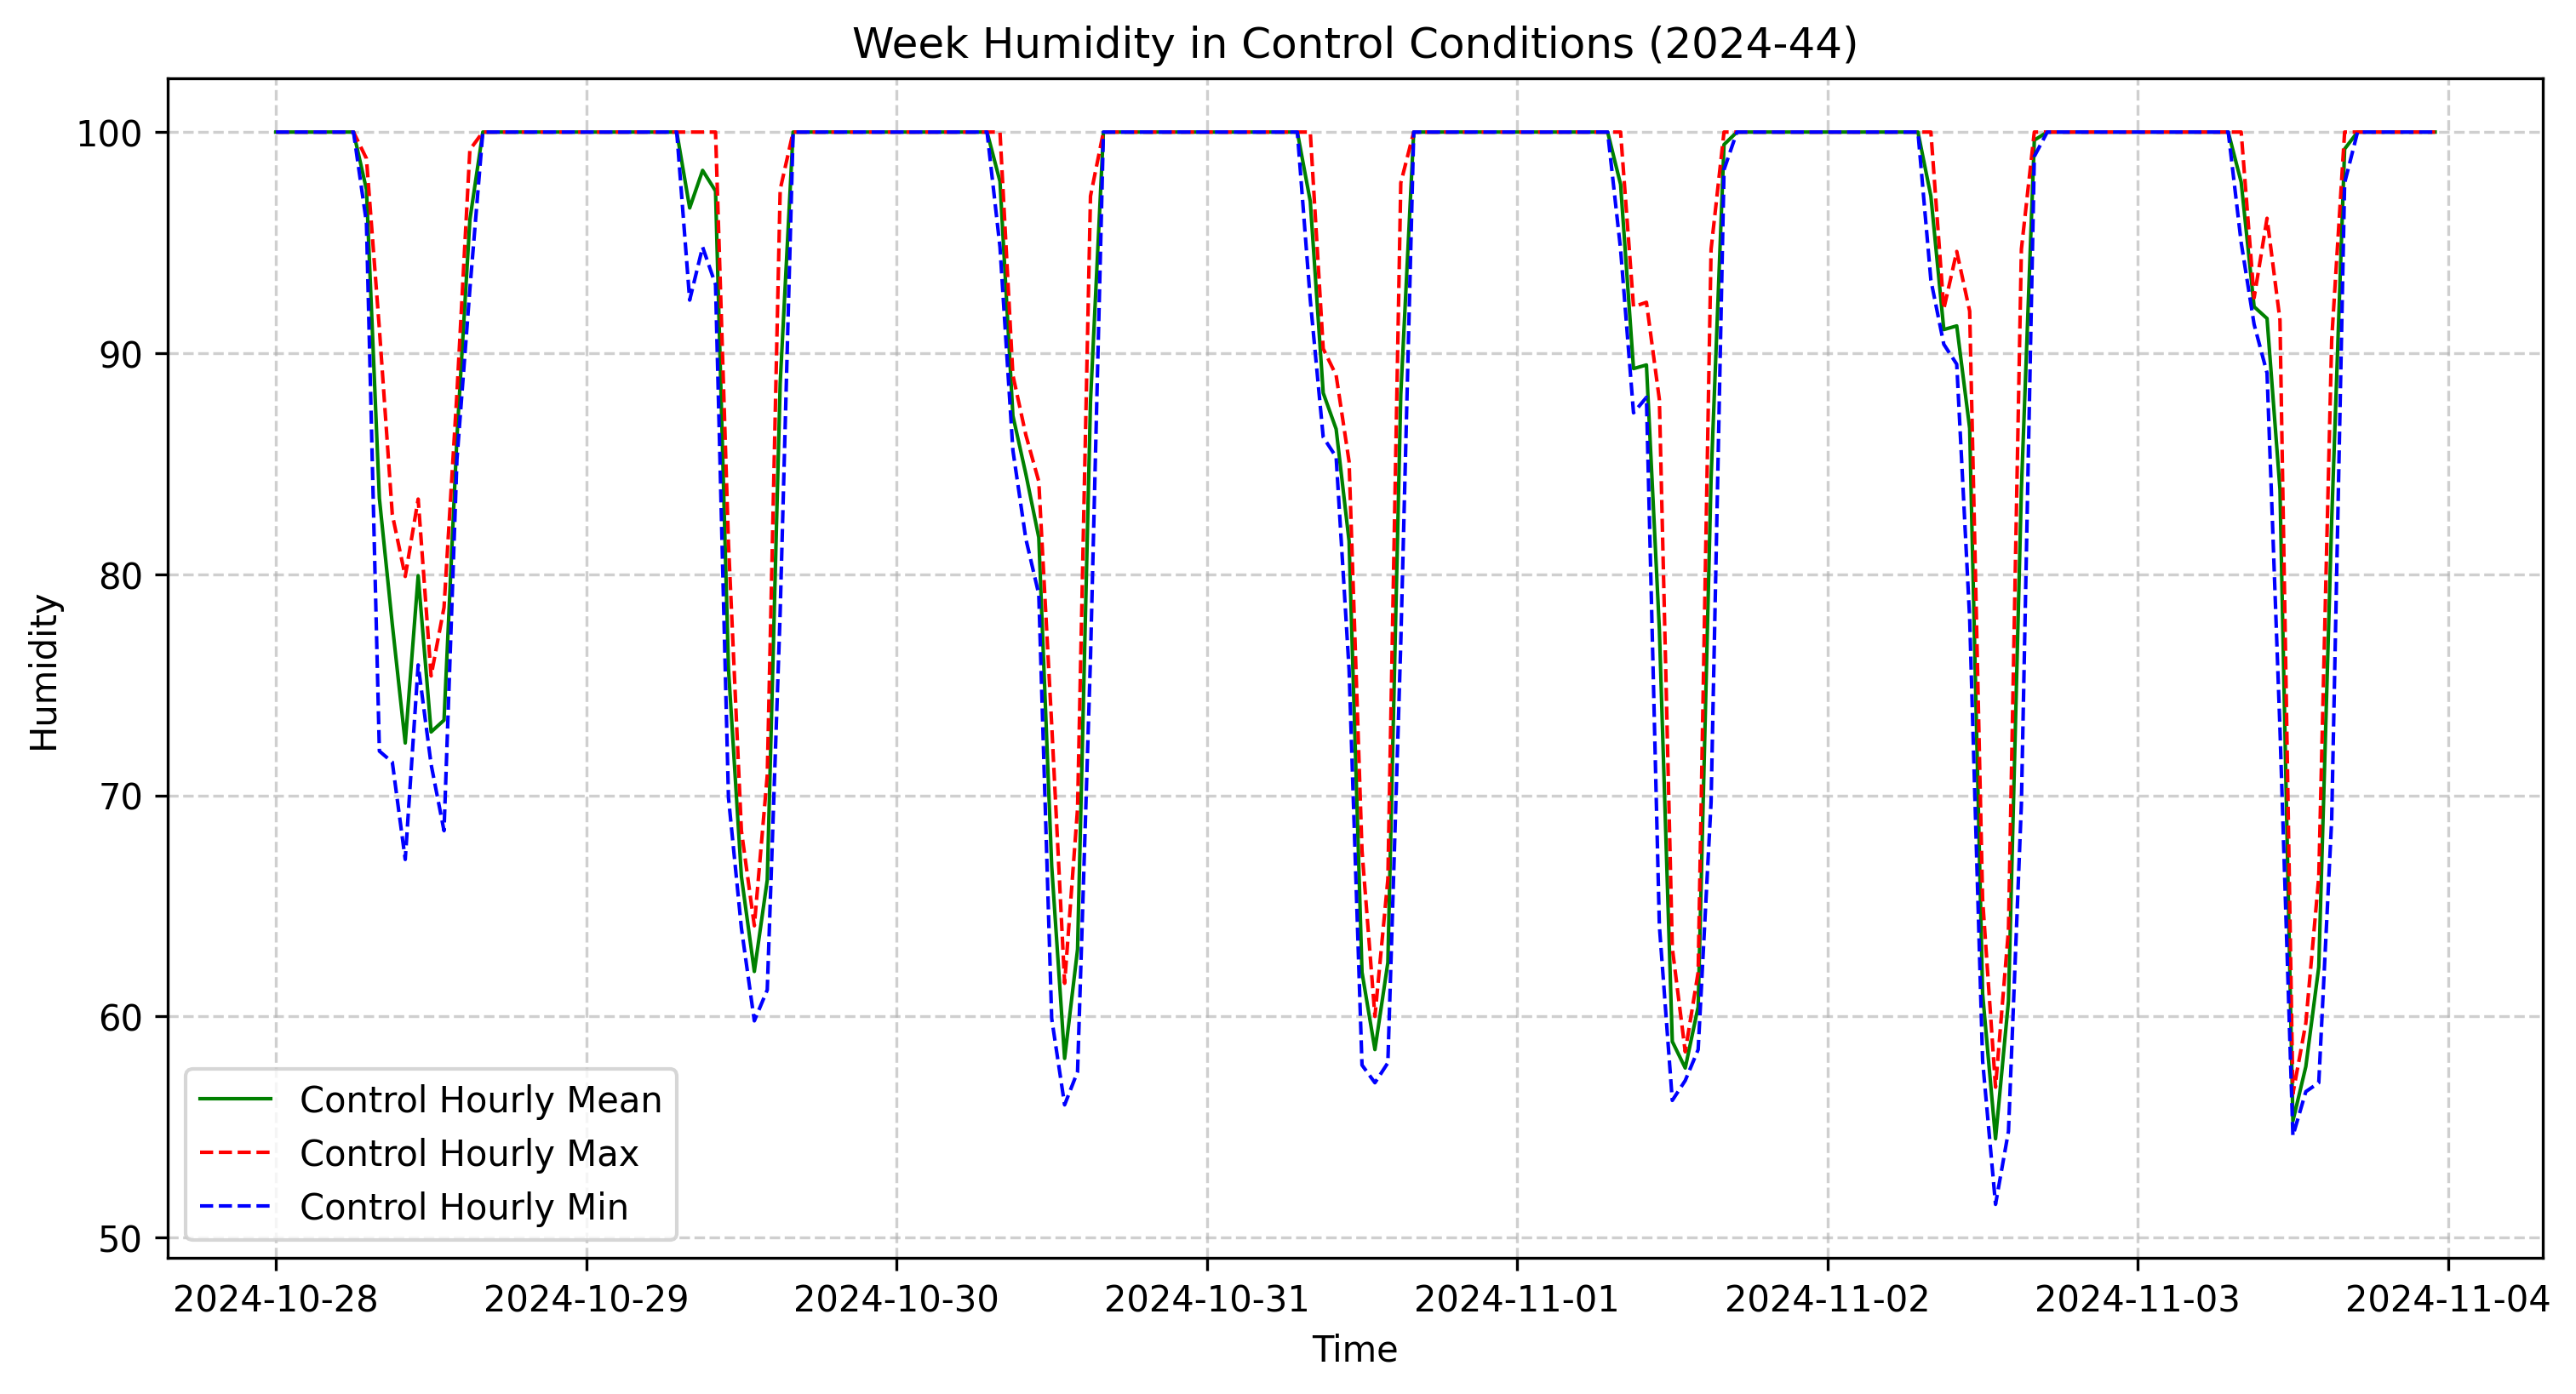 Week Humidity in Control Conditions (2024-44)
100
90
80
70
60
50
Humidity
Control Hourly Mean
Control Hourly Max
Control Hourly Min
2024-10-28 2024-10-29 2024-10-30 2024-10-31 2024-11-01 2024-11-02 2024-11-03 2024-11-04
Time